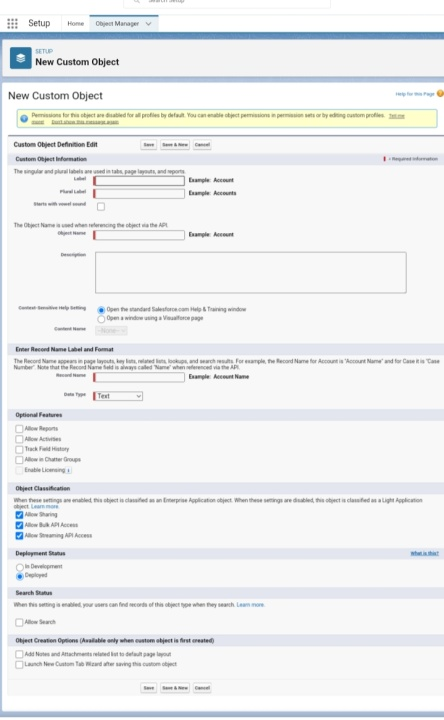 Search Setup
Setup Home Object Manager
SETUP
New Custom Object
New Custom Object
Help for this Page
Permissions for this object are disabled for all profiles by default. You can enable object permissions in permission sets or by editing custom profiles. Tell me
more! Don't show this message again
Custom Object Definition Edit Save Save & New Cancel
Custom Object Information = Required Information
The singular and plural labels are used in tabs, page layouts, and reports.
Label Example: Account
Plural Label Example: Accounts
Starts with vowel sound
The Object Name is used when referencing the object via the API.
Object Name Example: Account
Description
Context-Sensitive Help Setting Open the standard Salesforce.com Help & Training window
Open a window using a Visualforce page
Content Name --None--
Enter Record Name Label and Format
The Record Name appears in page layouts, key lists, related lists, lookups, and search results. For example, the Record Name for Account is "Account Name" and for Case it is "Case
Number". Note that the Record Name field is always called "Name" when referenced via the API.
Record Name Example: Account Name
Data Type Text
Optional Features
Allow Reports
Allow Activities
Track Field History
Allow in Chatter Groups
Enable Licensing i
Object Classification
When these settings are enabled, this object is classified as an Enterprise Application object. When these settings are disabled, this object is classified as a Light Application
object. Learn more.
Allow Sharing
Allow Bulk API Access
Allow Streaming API Access
Deployment Status What is this?
In Development
Deployed
Search Status
When this setting is enabled, your users can find records of this object type when they search. Learn more.
Allow Search
Object Creation Options (Available only when custom object is first created)
Add Notes and Attachments related list to default page layout
Launch New Custom Tab Wizard after saving this custom object
Save Save & New Cancel